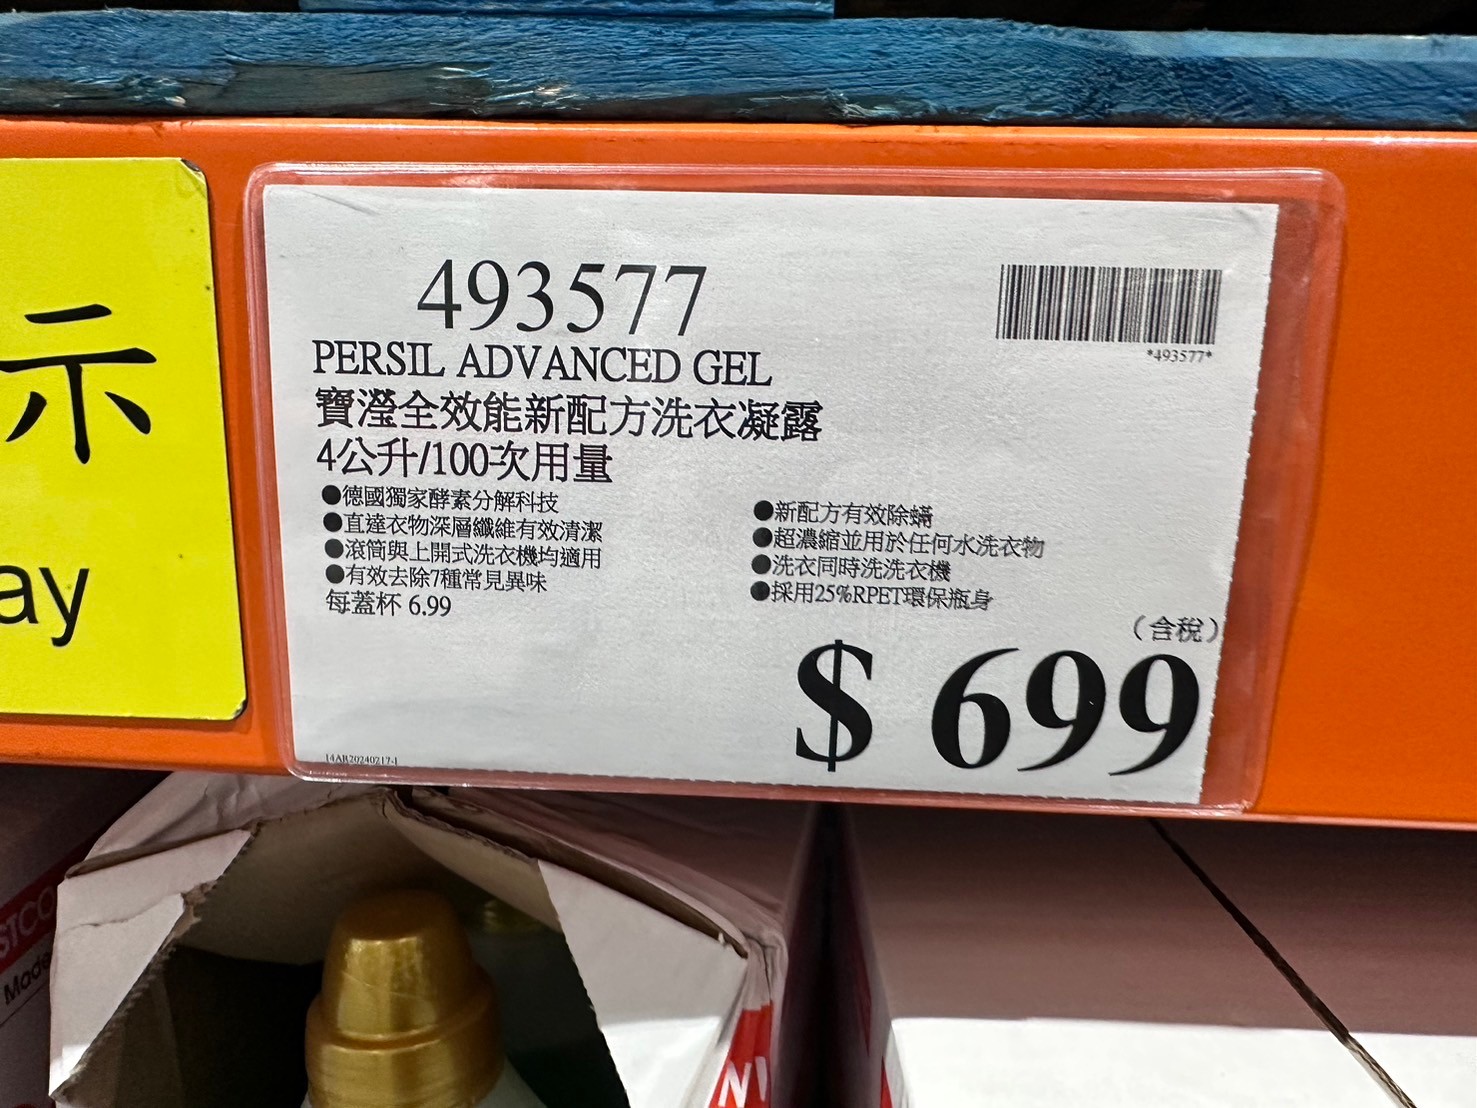 示
ay
493577
*493577*
PERSIL ADVANCED GEL
寶瀅全效能新配方洗衣凝露
4公升/100次用量
●德國獨家酵素分解科技
●直達衣物深層纖維有效清潔
●滾筒與上開式洗衣機均適用
●有效去除7種常見異味
每蓋杯 6.99
●新配方有效除蟎
●超濃縮並用於任何水洗衣物
●洗衣同時洗洗衣機
●採用25%RPET環保瓶身
（含稅）
$ 699
14AR20240217-1
STCO
Made